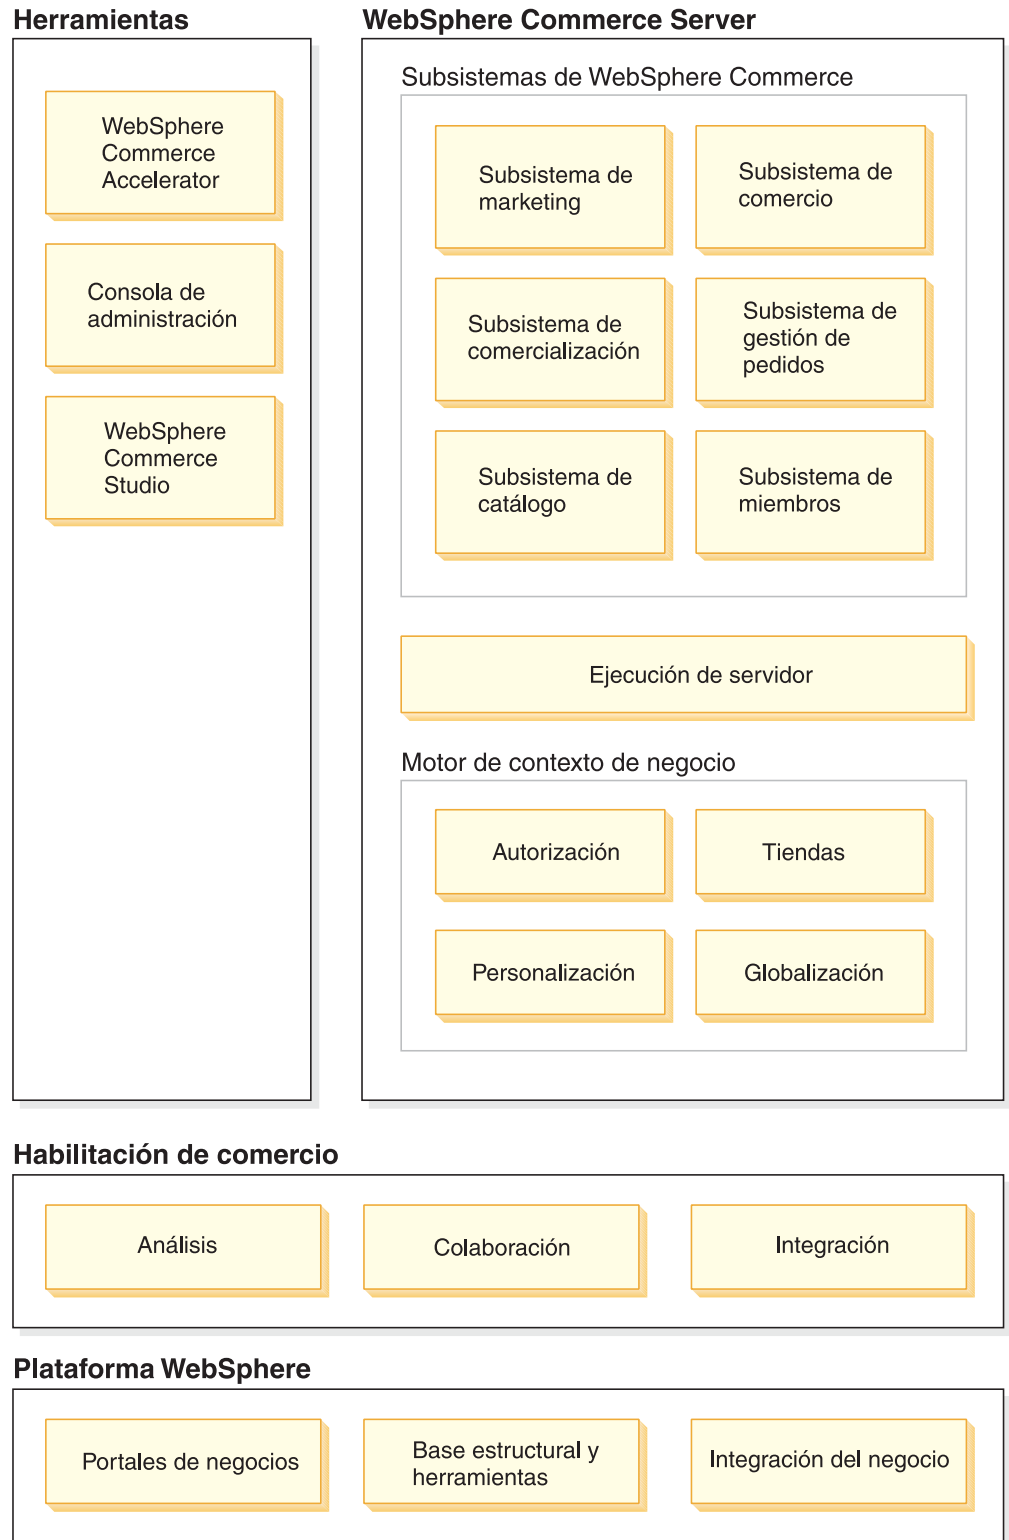 Herramientas
WebSphere
Commerce
Accelerator
Consola de
administración
WebSphere
Commerce
Studio
WebSphere Commerce Server
Subsistemas de WebSphere Commerce
Subsistema de
marketing
Subsistema de
comercio
Subsistema de
comercialización
Subsistema de
gestión de
pedidos
Subsistema de
catálogo
Subsistema de
miembros
Ejecución de servidor
Motor de contexto de negocio
Autorización
Tiendas
Personalización
Globalización
Habilitación de comercio
Análisis
Colaboración
Integración
Plataforma WebSphere
Portales de negocios
Base estructural y
herramientas
Integración del negocio